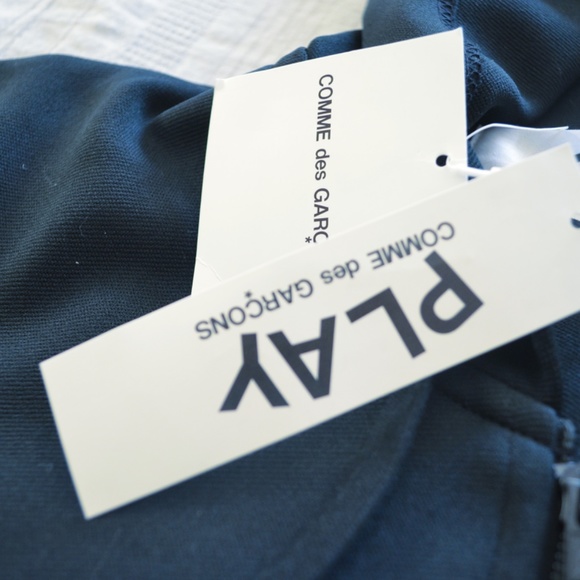 COMME des GARÇ
*
PLAY
COMME des GARÇONS
*